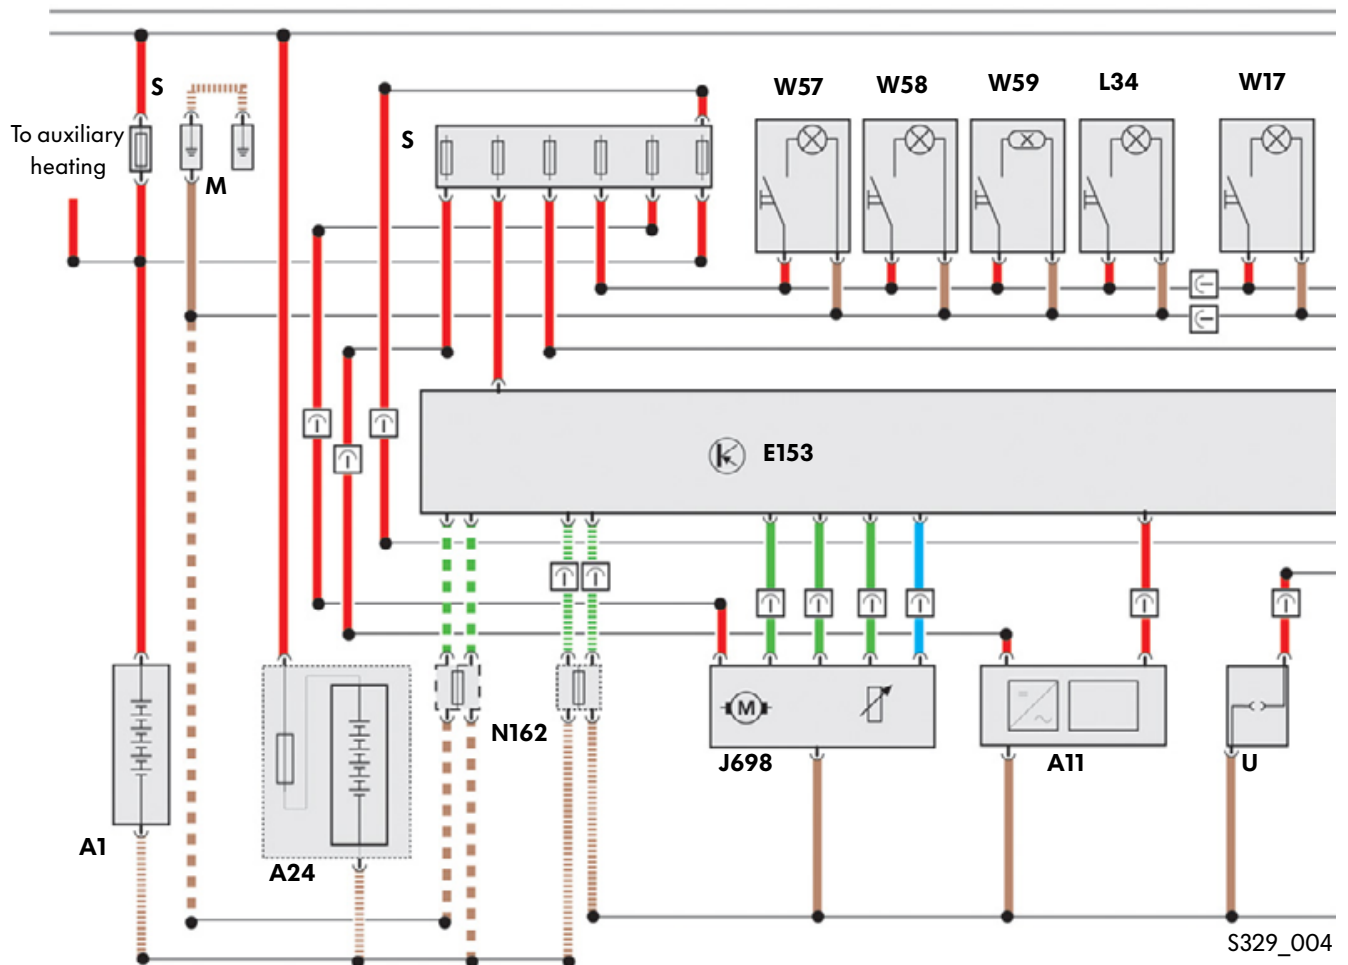 W57
W58
W59
L34
W17
S
To auxiliary
heating
M
S
E153
N162
M
J698
A11
U
A1
A24
S329_004